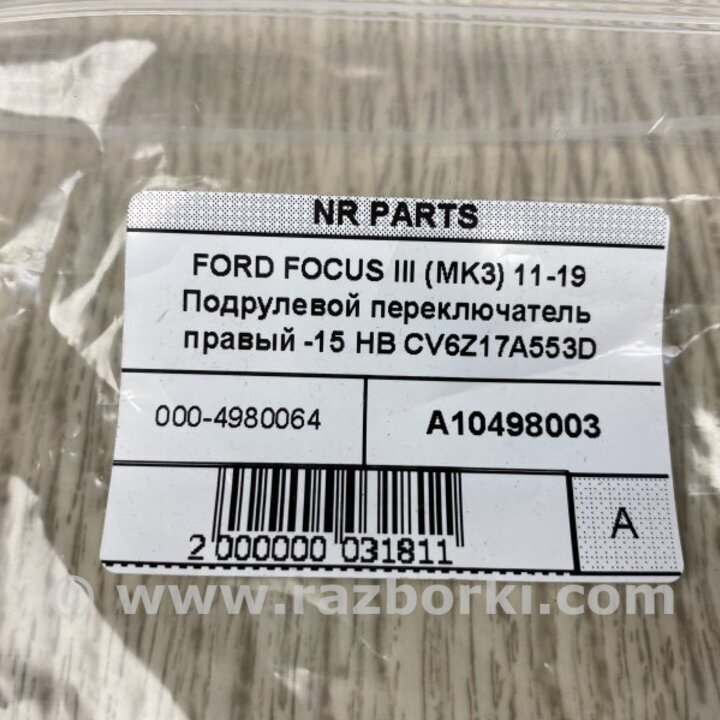 NR PARTS
FORD FOCUS III (MK3) 11-19
Подрулевой переключатель
правый -15 HB CV6Z17A553D
000-4980064
A10498003
2 000000 031811
A
© www.razborki.com